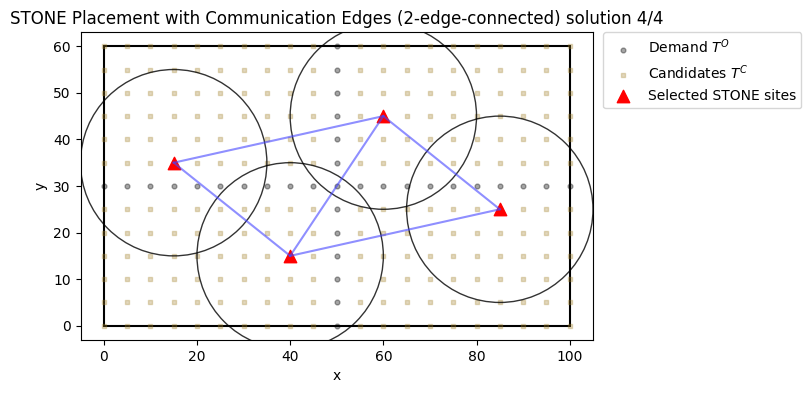 STONE Placement with Communication Edges (2-edge-connected) solution 4/4
60
50
40
30
20
10
0
y
0 20 40 60 80 100
x
Demand T^O
Candidates T^C
Selected STONE sites